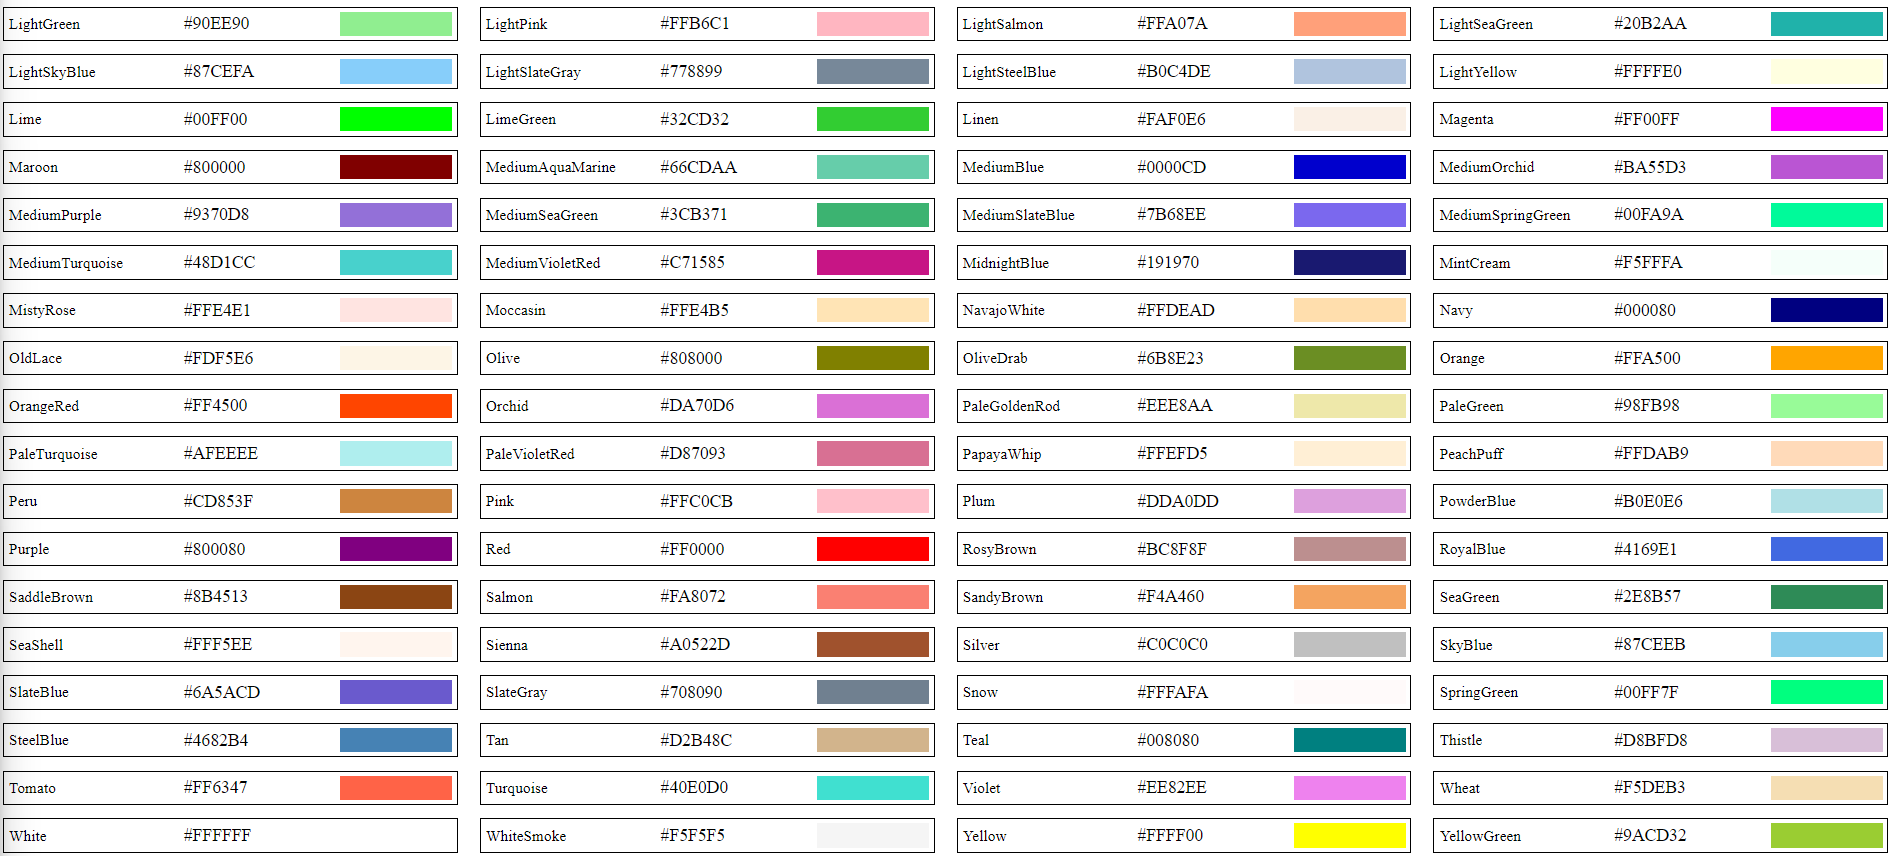 LightGreen #90EE90 LightPink #FFB6C1 LightSalmon #FFA07A LightSeaGreen #20B2AA
LightSkyBlue #87CEFA LightSlateGray #778899 LightSteelBlue #B0C4DE LightYellow #FFFFE0
Lime #00FF00 LimeGreen #32CD32 Linen #FAF0E6 Magenta #FF00FF
Maroon #800000 MediumAquaMarine #66CDAA MediumBlue #0000CD MediumOrchid #BA55D3
MediumPurple #9370D8 MediumSeaGreen #3CB371 MediumSlateBlue #7B68EE MediumSpringGreen #00FA9A
MediumTurquoise #48D1CC MediumVioletRed #C71585 MidnightBlue #191970 MintCream #F5FFFA
MistyRose #FFE4E1 Moccasin #FFE4B5 NavajoWhite #FFDEAD Navy #000080
OldLace #FDF5E6 Olive #808000 OliveDrab #6B8E23 Orange #FFA500
OrangeRed #FF4500 Orchid #DA70D6 PaleGoldenRod #EEE8AA PaleGreen #98FB98
PaleTurquoise #AFEEEE PaleVioletRed #D87093 PapayaWhip #FFEFD5 PeachPuff #FFDAB9
Peru #CD853F Pink #FFC0CB Plum #DDA0DD PowderBlue #B0E0E6
Purple #800080 Red #FF0000 RosyBrown #BC8F8F RoyalBlue #4169E1
SaddleBrown #8B4513 Salmon #FA8072 SandyBrown #F4A460 SeaGreen #2E8B57
SeaShell #FFF5EE Sienna #A0522D Silver #C0C0C0 SkyBlue #87CEEB
SlateBlue #6A5ACD SlateGray #708090 Snow #FFFAFA SpringGreen #00FF7F
SteelBlue #4682B4 Tan #D2B48C Teal #008080 Thistle #D8BFD8
Tomato #FF6347 Turquoise #40E0D0 Violet #EE82EE Wheat #F5DEB3
White #FFFFFF WhiteSmoke #F5F5F5 Yellow #FFFF00 YellowGreen #9ACD32